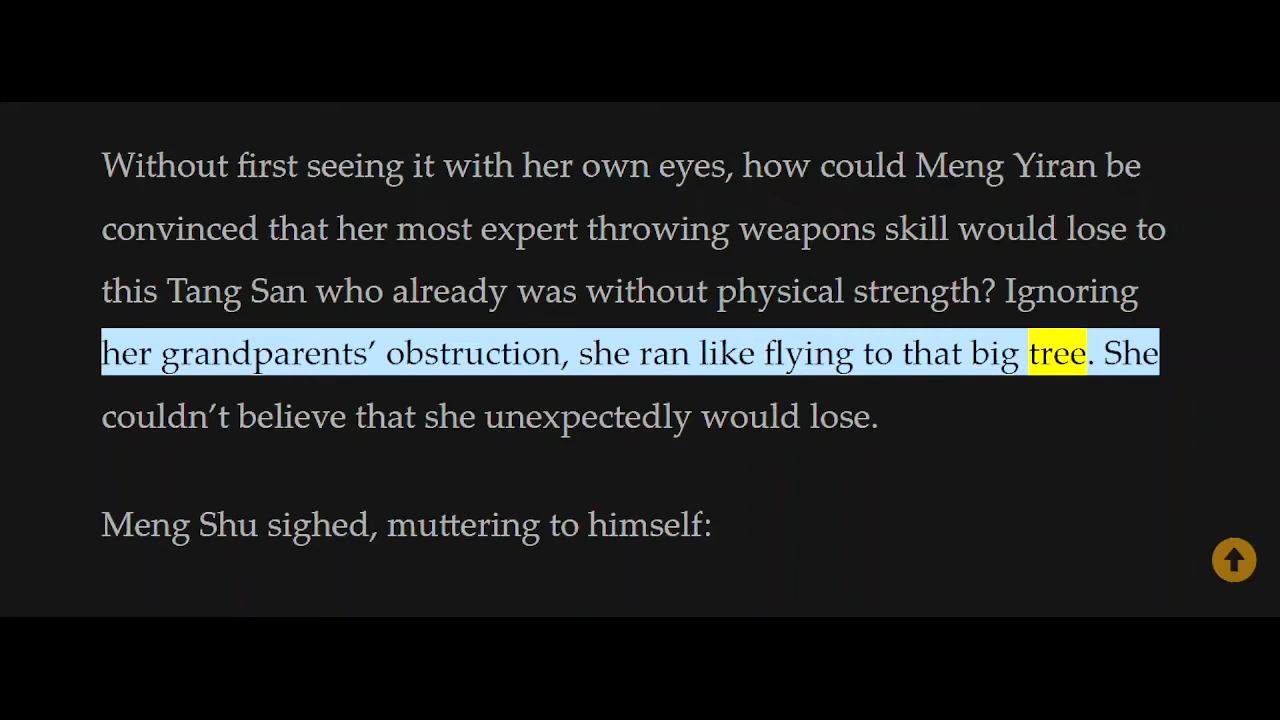 Without first seeing it with her own eyes, how could Meng Yiran be
convinced that her most expert throwing weapons skill would lose to
this Tang San who already was without physical strength? Ignoring
her grandparents’ obstruction, she ran like flying to that big tree. She
couldn’t believe that she unexpectedly would lose.
Meng Shu sighed, muttering to himself: